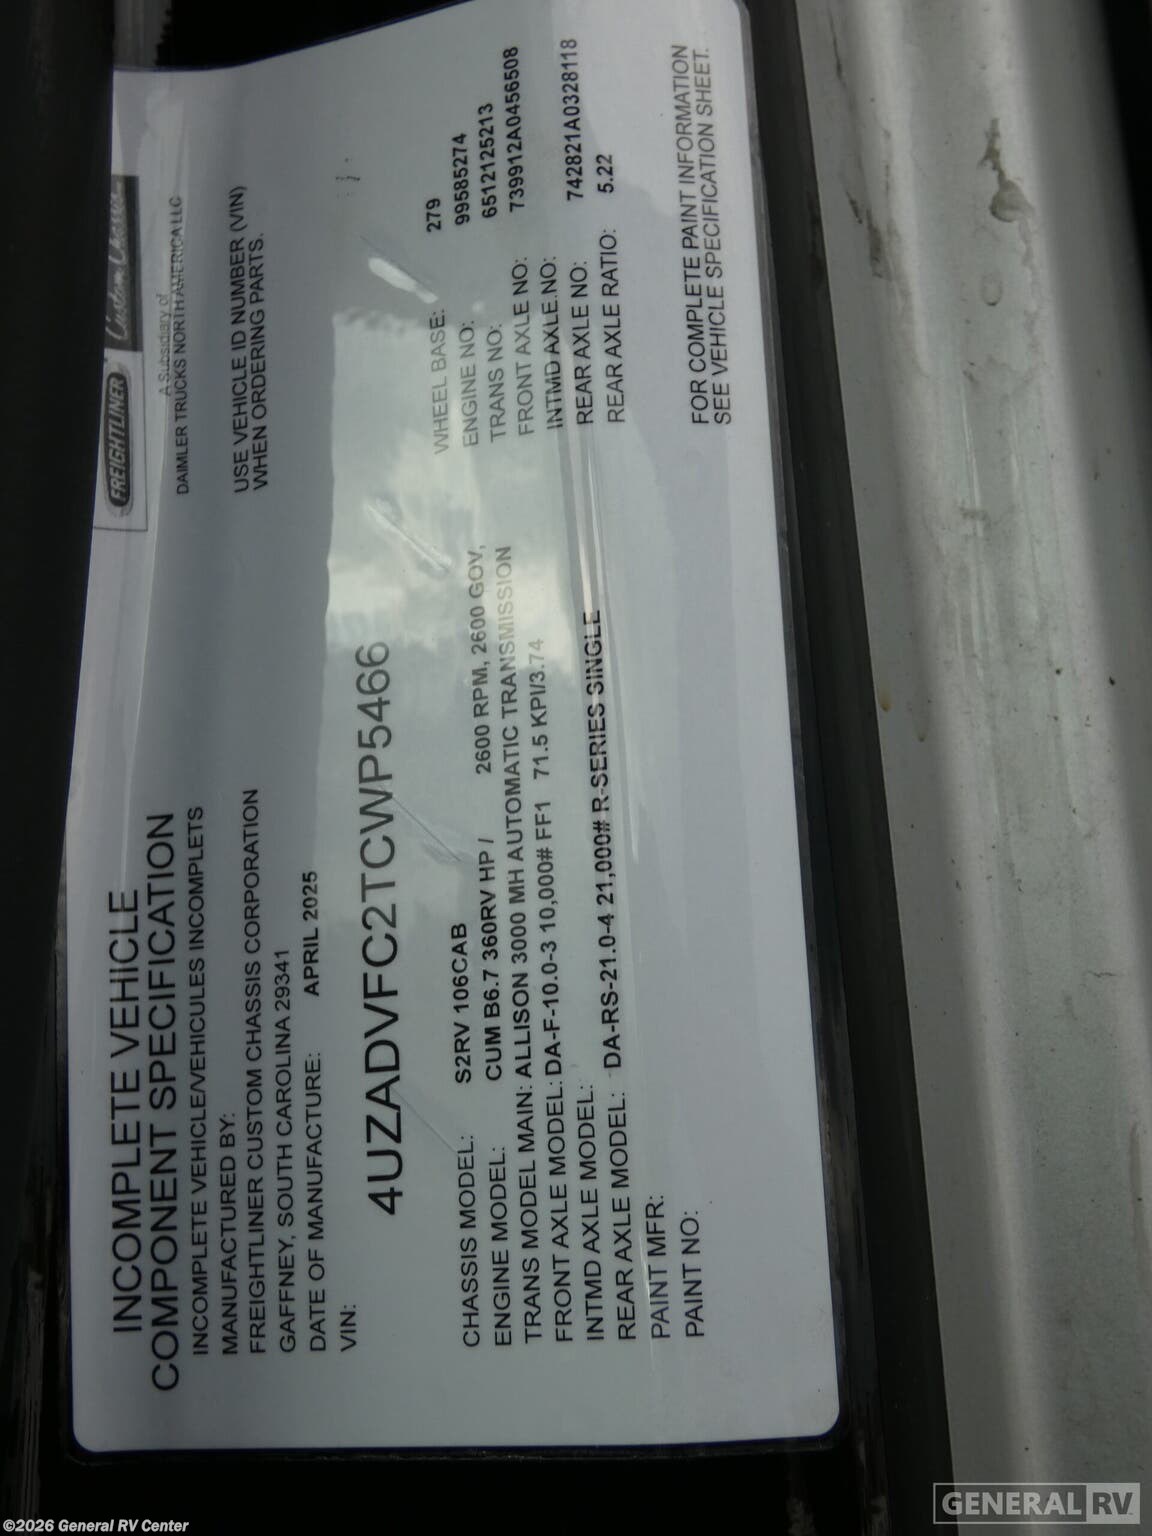 INCOMPLETE VEHICLE
COMPONENT SPECIFICATION
INCOMPLETE VEHICLE/VEHICULES INCOMPLETS
MANUFACTURED BY:
FREIGHTLINER CUSTOM CHASSIS CORPORATION
GAFFNEY, SOUTH CAROLINA 29341
DATE OF MANUFACTURE: APRIL 2025
VIN:
4UZADVFC2TCWP5466
FREIGHTLINER Custom Chassis
A Subsidiary of
DAIMLER TRUCKS NORTH AMERICA LLC
USE VEHICLE ID NUMBER (VIN)
WHEN ORDERING PARTS.
CHASSIS MODEL: S2RV 106CAB WHEEL BASE: 279
ENGINE MODEL: CUM B6.7 360RV HP / 2600 RPM, 2600 GOV, ENGINE NO: 99585274
TRANS MODEL MAIN: ALLISON 3000 MH AUTOMATIC TRANSMISSION TRANS NO: 6512125213
FRONT AXLE MODEL: DA-F-10.0-3 10,000# FF1 71.5 KPI/3.74 FRONT AXLE NO: 739912A0456508
INTMD AXLE MODEL: INTMD AXLE NO:
REAR AXLE MODEL: DA-RS-21.0-4 21,000# R-SERIES SINGLE REAR AXLE NO: 742821A0328118
REAR AXLE RATIO: 5.22
PAINT MFR:
PAINT NO:
FOR COMPLETE PAINT INFORMATION
SEE VEHICLE SPECIFICATION SHEET.
©2026 General RV Center
GENERAL RV